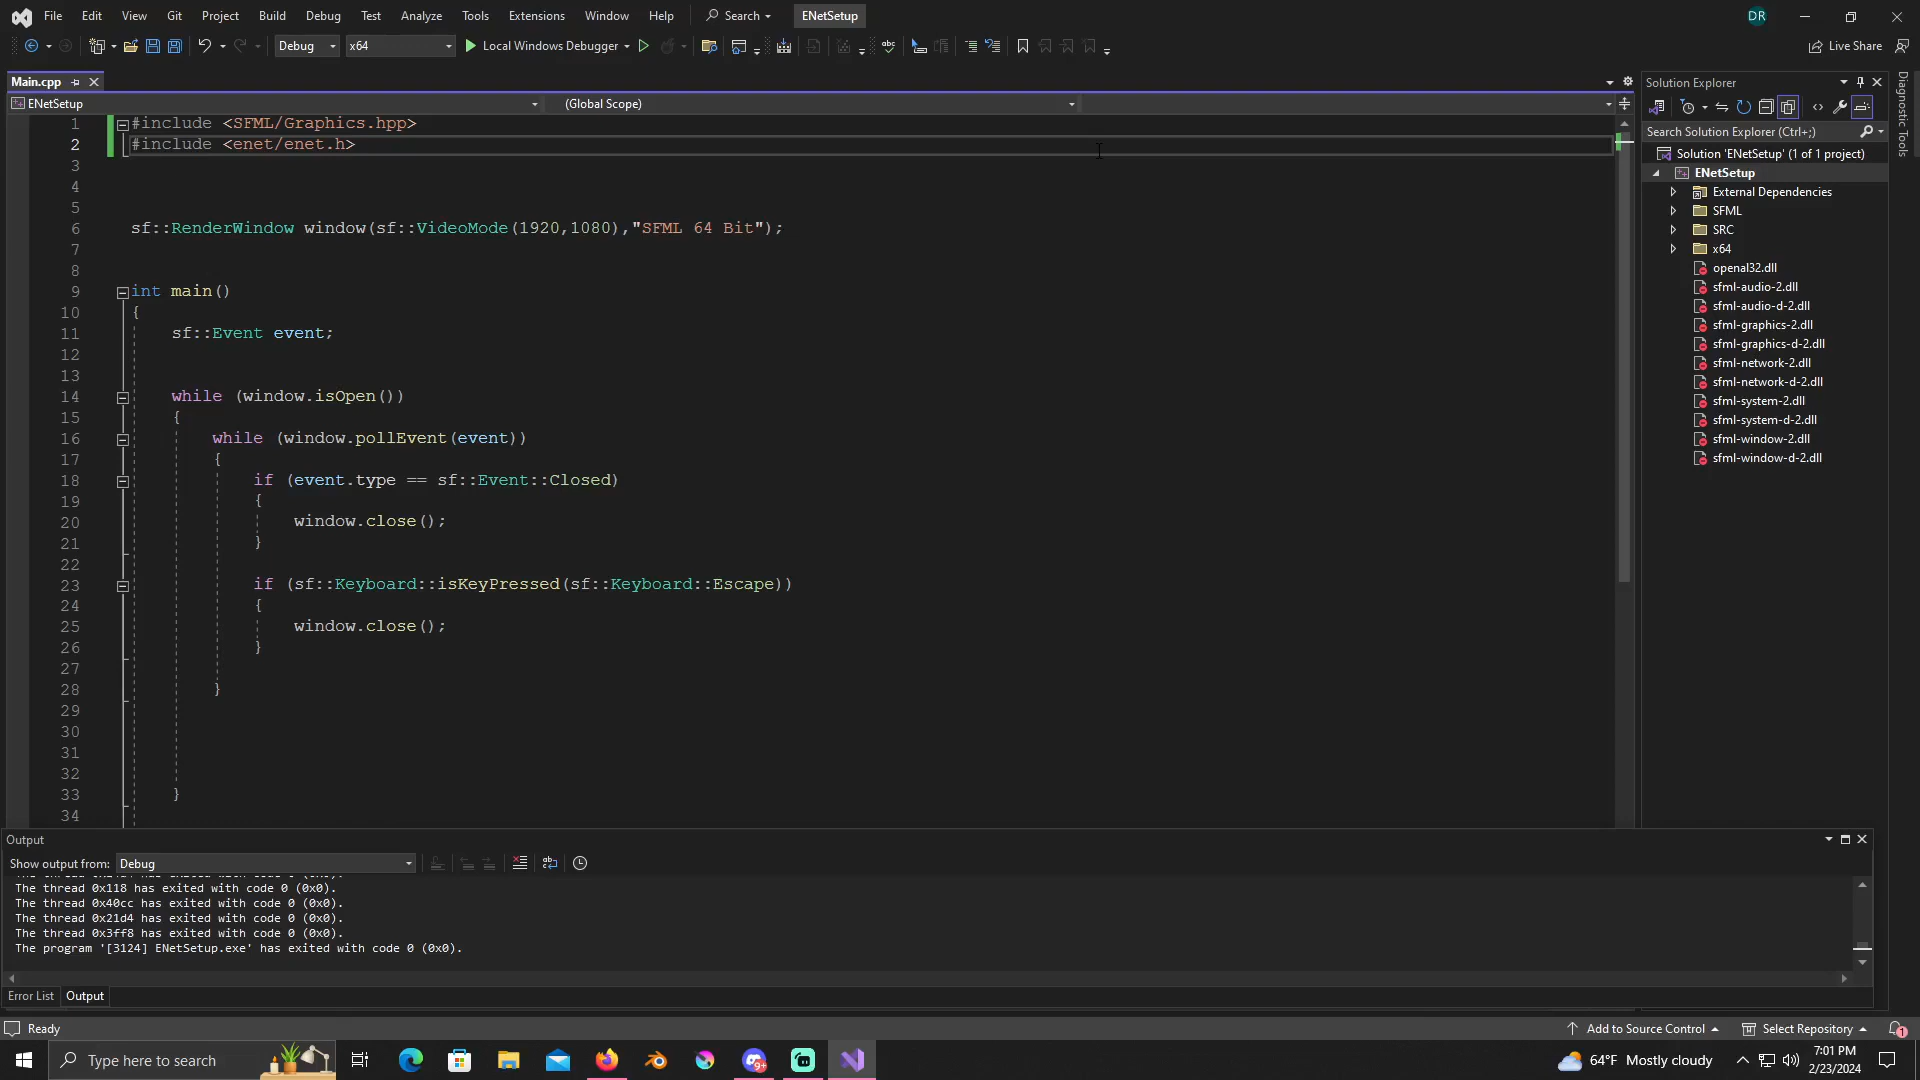 File Edit View Git Project Build Debug Test Analyze Tools Extensions Window Help Search ENetSetup DR
Debug x64 Local Windows Debugger Live Share
Main.cpp
ENetSetup (Global Scope)
1 #include <SFML/Graphics.hpp>
2 #include <enet/enet.h>
3
4
5
6 sf::RenderWindow window(sf::VideoMode(1920,1080),"SFML 64 Bit");
7
8
9 int main()
10 {
11 sf::Event event;
12
13
14 while (window.isOpen())
15 {
16 while (window.pollEvent(event))
17 {
18 if (event.type == sf::Event::Closed)
19 {
20 window.close();
21 }
22
23 if (sf::Keyboard::isKeyPressed(sf::Keyboard::Escape))
24 {
25 window.close();
26 }
27
28 }
29
30
31
32
33 }
34
Solution Explorer
Search Solution Explorer (Ctrl+;)
Solution 'ENetSetup' (1 of 1 project)
ENetSetup
External Dependencies
SFML
SRC
x64
openal32.dll
sfml-audio-2.dll
sfml-audio-d-2.dll
sfml-graphics-2.dll
sfml-graphics-d-2.dll
sfml-network-2.dll
sfml-network-d-2.dll
sfml-system-2.dll
sfml-system-d-2.dll
sfml-window-2.dll
sfml-window-d-2.dll
Diagnostic Tools
Output
Show output from: Debug
The thread 0x118 has exited with code 0 (0x0).
The thread 0x40cc has exited with code 0 (0x0).
The thread 0x21d4 has exited with code 0 (0x0).
The thread 0x3ff8 has exited with code 0 (0x0).
The program '[3124] ENetSetup.exe' has exited with code 0 (0x0).
Error List Output
Ready Add to Source Control Select Repository 1
Type here to search 9+ 64°F Mostly cloudy 7:01 PM
2/23/2024